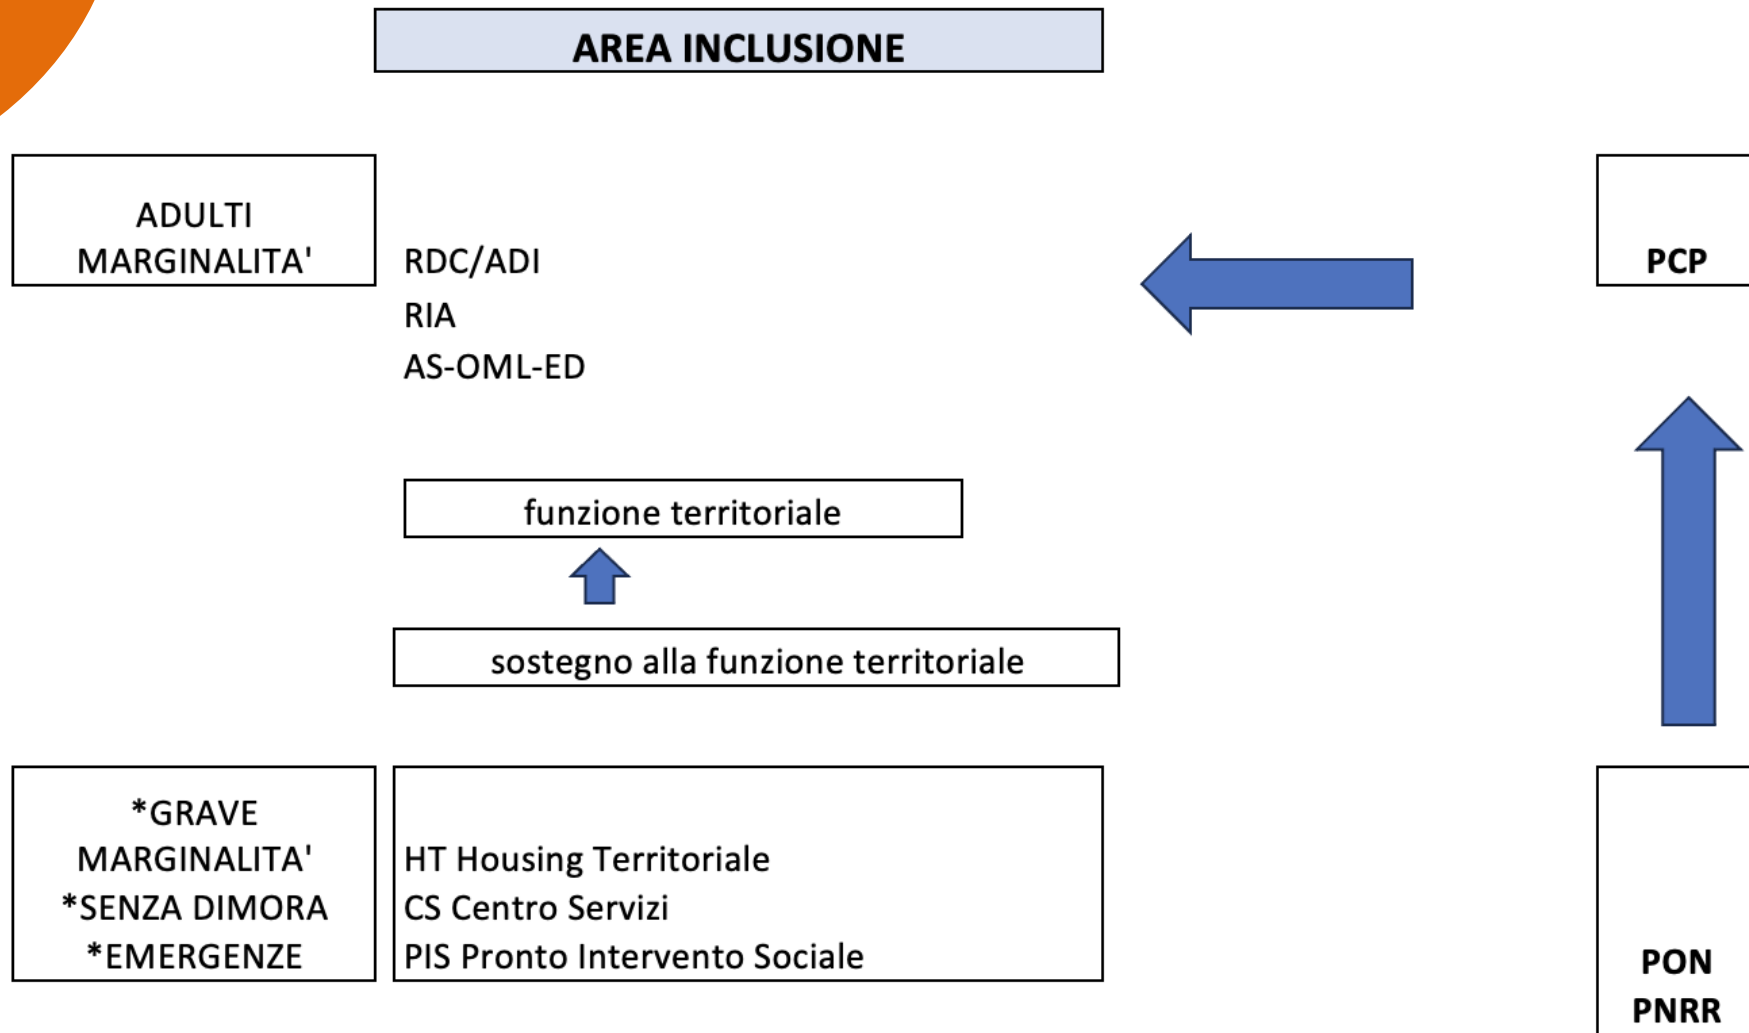 AREA INCLUSIONE
ADULTI
MARGINALITA'
RDC/ADI
RIA
AS-OML-ED
PCP
funzione territoriale
sostegno alla funzione territoriale
*GRAVE
MARGINALITA'
*SENZA DIMORA
*EMERGENZE
HT Housing Territoriale
CS Centro Servizi
PIS Pronto Intervento Sociale
PON
PNRR